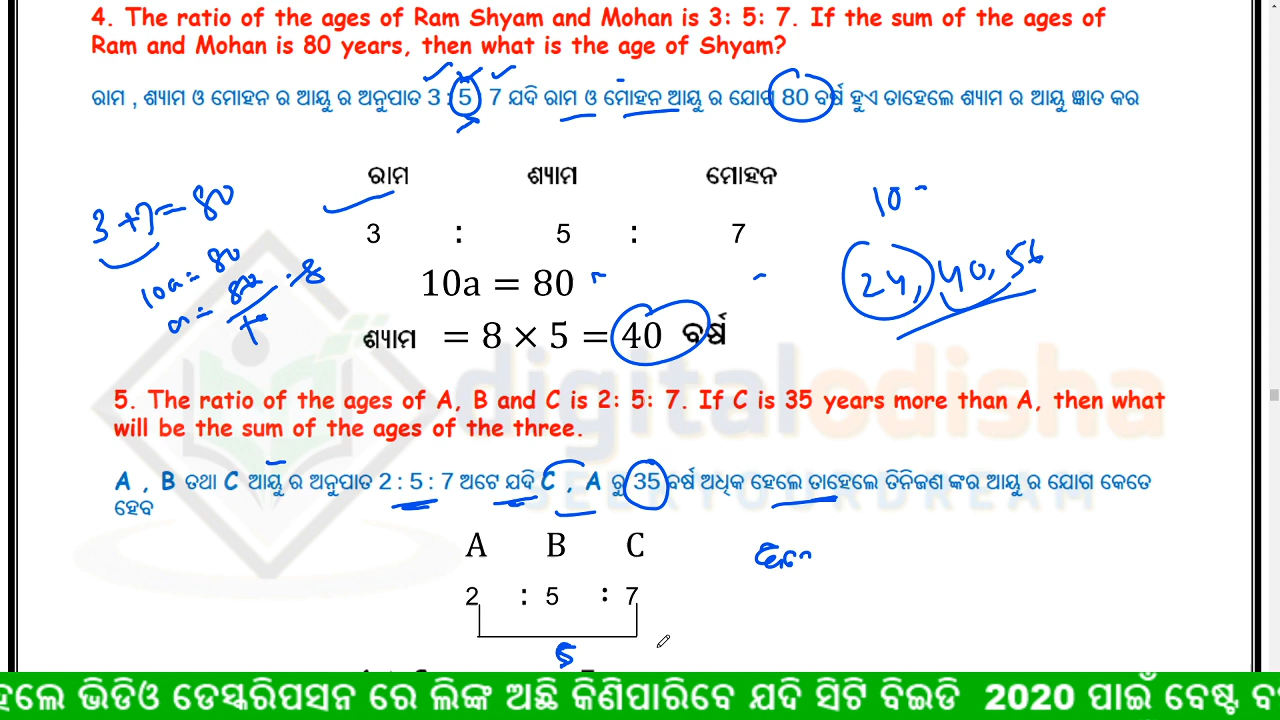 4. The ratio of the ages of Ram Shyam and Mohan is 3: 5: 7. If the sum of the ages of
Ram and Mohan is 80 years, then what is the age of Shyam?
ରାମ , ଶ୍ୟାମ ଓ ମୋହନ ର ଆୟୁ ର ଅନୁପାତ 3 : 5 7 ଯଦି ରାମ ଓ ମୋହନ ଆୟୁ ର ଯୋଗ 80 ବର୍ଷ ହୁଏ ତାହେଲେ ଶ୍ୟାମ ର ଆୟୁ ଜ୍ଞାତ କର
ରାମ ଶ୍ୟାମ ମୋହନ
3 : 5 : 7
3+7=80
10
10a = 80
10a = 80
24, 40, 56
ଶ୍ୟାମ = 8 × 5 = 40 ବର୍ଷ
digitalodisha
5. The ratio of the ages of A, B and C is 2: 5: 7. If C is 35 years more than A, then what
will be the sum of the ages of the three.
A , B ତଥା C ଆୟୁ ର ଅନୁପାତ 2 : 5 : 7 ଅଟେ ଯଦି C , A ରୁ 35 ବର୍ଷ ଅଧିକ ହେଲେ ତାହେଲେ ତିନିଜଣ ଙ୍କର ଆୟୁ ର ଯୋଗ କେତେ
ହେବ
A B C
2 : 5 : 7
5
ହେଲେ ଭିଡିଓ ଡେସ୍କରିପସନ ରେ ଲିଙ୍କ ଅଛି କିଣିପାରିବେ ଯଦି ସିଟି ବିଇଡି 2020 ପାଇଁ ବେଷ୍ଟ